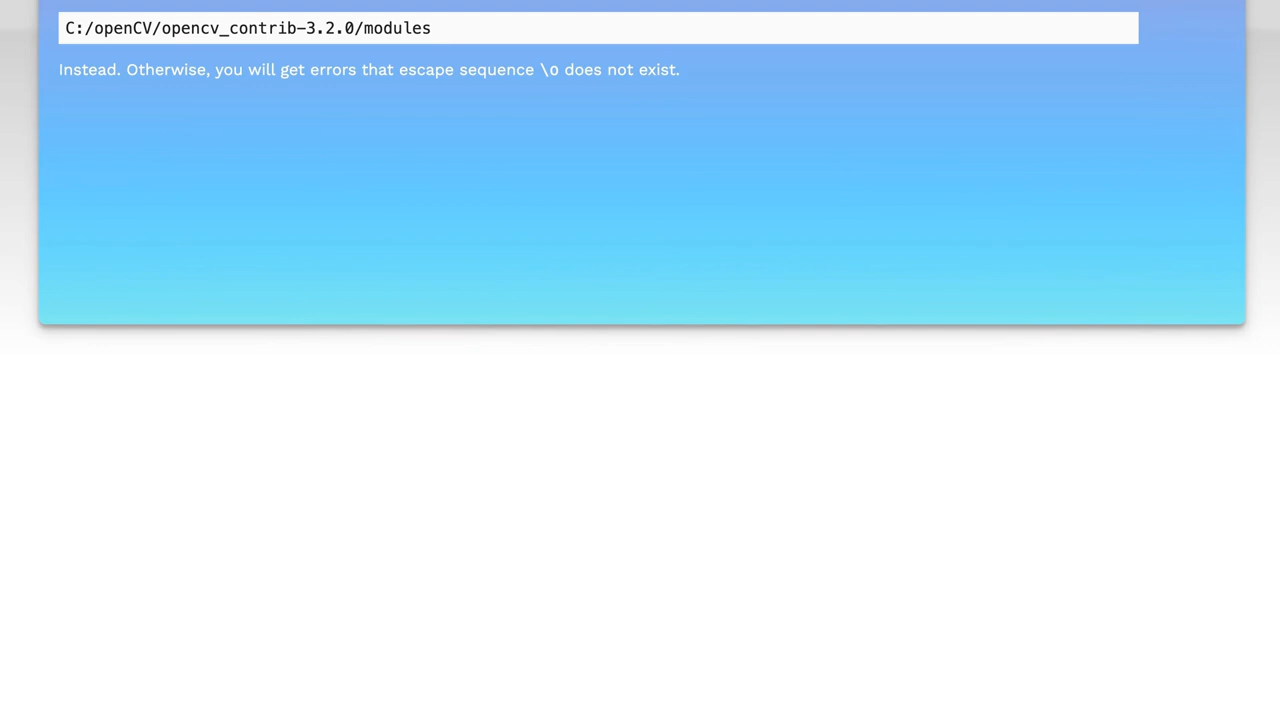 C:/openCV/opencv_contrib-3.2.0/modules
Instead. Otherwise, you will get errors that escape sequence \o does not exist.